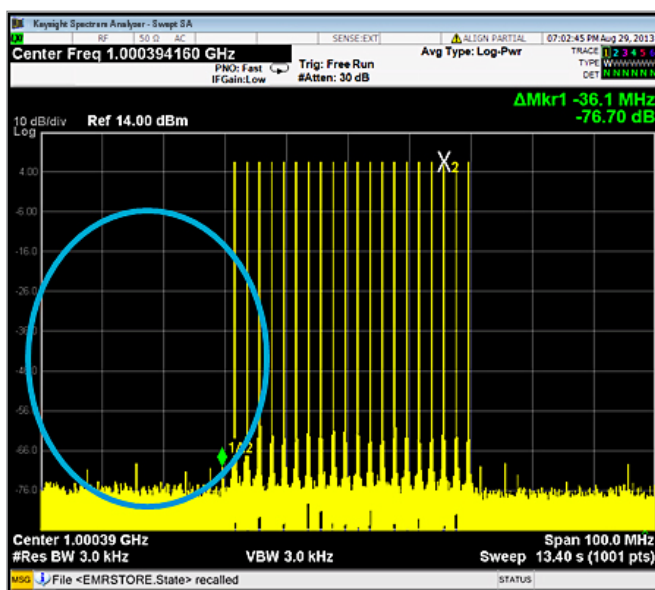 Keysight Spectrum Analyzer - Swept SA
RF 50 Ω AC SENSE:EXT ALIGN PARTIAL 07:02:45 PM Aug 29, 2013
Center Freq 1.000394160 GHz
PNO: Fast
IFGain:Low
Trig: Free Run
#Atten: 30 dB
Avg Type: Log-Pwr
TRACE 1 2 3 4 5 6
TYPE
DET N N N N N N
ΔMkr1 -36.1 MHz
-76.70 dB
10 dB/div Ref 14.00 dBm
Log
4.00
-6.00
-16.0
-26.0
-36.0
-46.0
-56.0
-66.0
-76.0
X2
Center 1.00039 GHz Span 100.0 MHz
#Res BW 3.0 kHz VBW 3.0 kHz Sweep 13.40 s (1001 pts)
MSG File <EMRSTORE.State> recalled STATUS